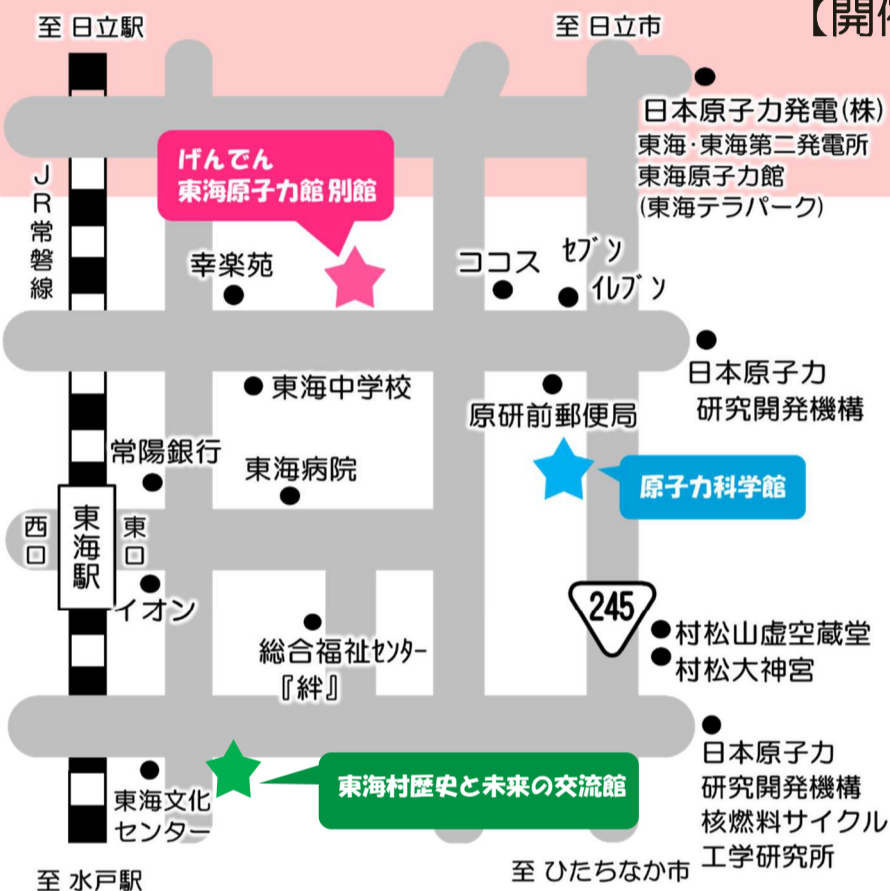 至 日立駅
至 日立市
【開催
日本原子力発電(株)
東海・東海第二発電所
東海原子力館
(東海テラパーク)
げんでん
東海原子力館 別館
JR常磐線
幸楽苑
ココス
ｾﾌﾞﾝ
ｲﾚﾌﾞﾝ
日本原子力
研究開発機構
東海中学校
原研前郵便局
常陽銀行
東海病院
原子力科学館
西口
東海駅
東口
イオン
245
総合福祉ｾﾝﾀｰ
『絆』
村松山虚空蔵堂
村松大神宮
東海村歴史と未来の交流館
日本原子力
研究開発機構
核燃料サイクル
工学研究所
東海文化
センター
至 水戸駅
至 ひたちなか市